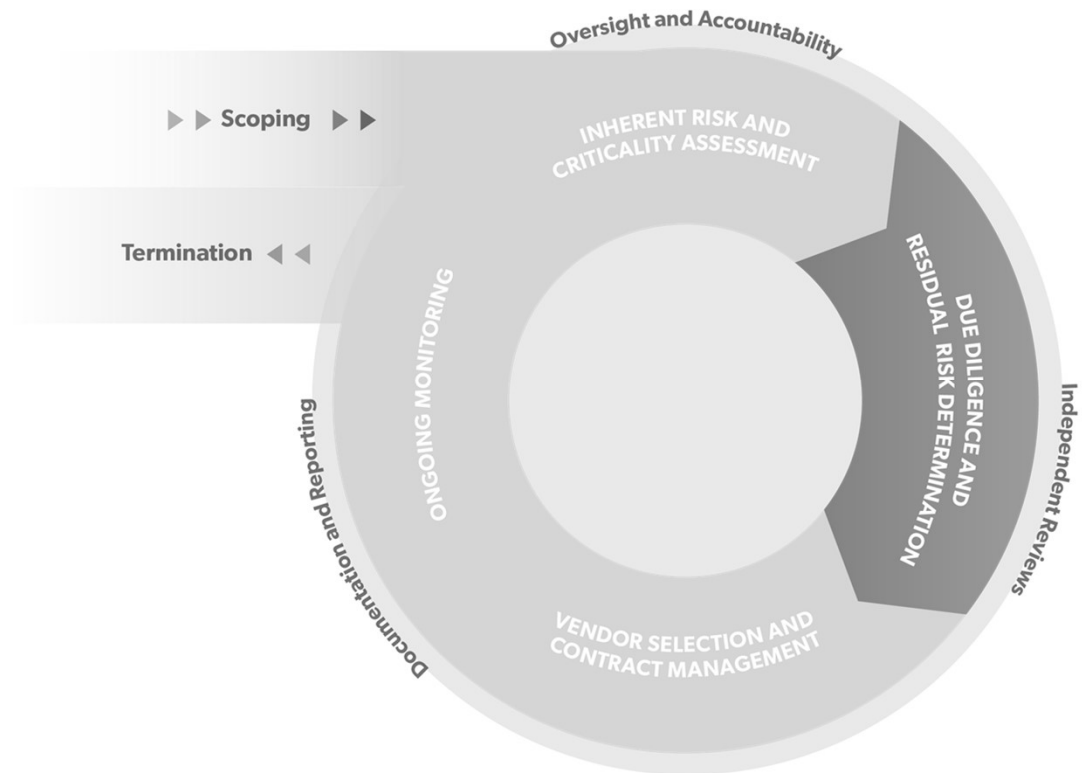 Oversight and Accountability
Scoping
INHERENT RISK AND
CRITICALITY ASSESSMENT
Termination
DUE DILIGENCE AND
RESIDUAL RISK DETERMINATION
ONGOING MONITORING
Independent Reviews
Documentation and Reporting
VENDOR SELECTION AND
CONTRACT MANAGEMENT